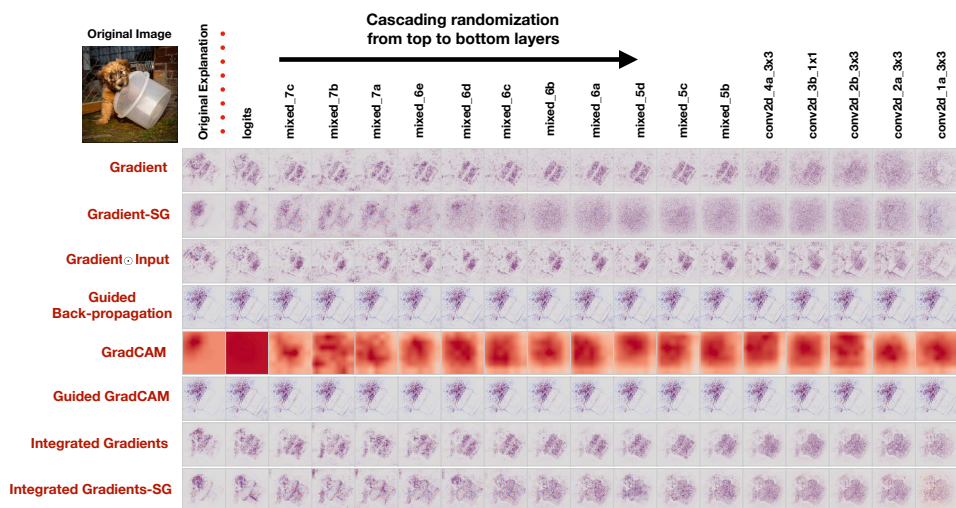 Cascading randomization
from top to bottom layers
Original Image
Original Explanation
logits
mixed_7c
mixed_7b
mixed_7a
mixed_6e
mixed_6d
mixed_6c
mixed_6b
mixed_6a
mixed_5d
mixed_5c
mixed_5b
conv2d_4a_3x3
conv2d_3b_1x1
conv2d_2b_3x3
conv2d_2a_3x3
conv2d_1a_3x3
Gradient
Gradient-SG
Gradient⊙Input
Guided
Back-propagation
GradCAM
Guided GradCAM
Integrated Gradients
Integrated Gradients-SG